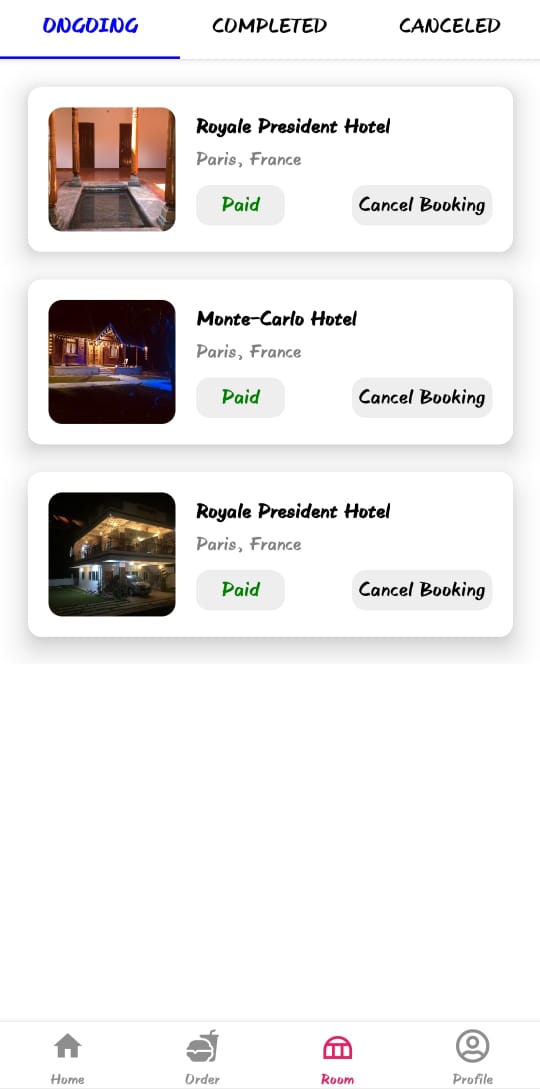 ONGOING COMPLETED CANCELED
Royale President Hotel
Paris, France
Paid Cancel Booking
Monte-Carlo Hotel
Paris, France
Paid Cancel Booking
Royale President Hotel
Paris, France
Paid Cancel Booking
Home Order Room Profile